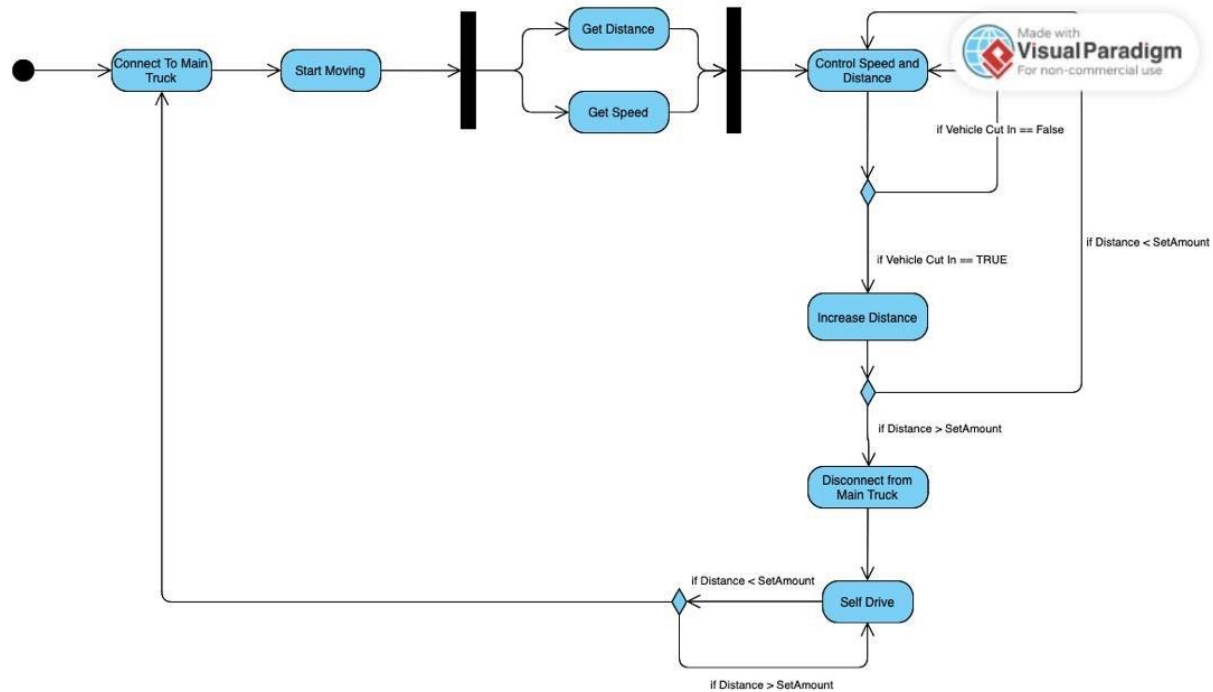 Connect To Main
Truck
Start Moving
Get Distance
Get Speed
Control Speed and
Distance
Made with
Visual Paradigm
For non-commercial use
if Vehicle Cut In == False
if Distance < SetAmount
if Vehicle Cut In == TRUE
Increase Distance
if Distance > SetAmount
Disconnect from
Main Truck
if Distance < SetAmount
Self Drive
if Distance > SetAmount